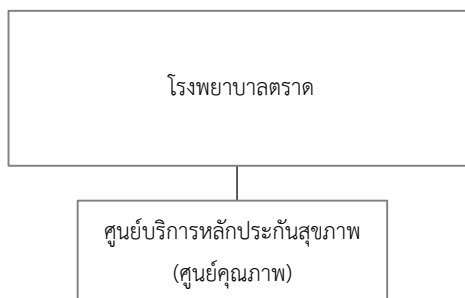 โรงพยาบาลตราด
ศูนย์บริการหลักประกันสุขภาพ
(ศูนย์คุณภาพ)